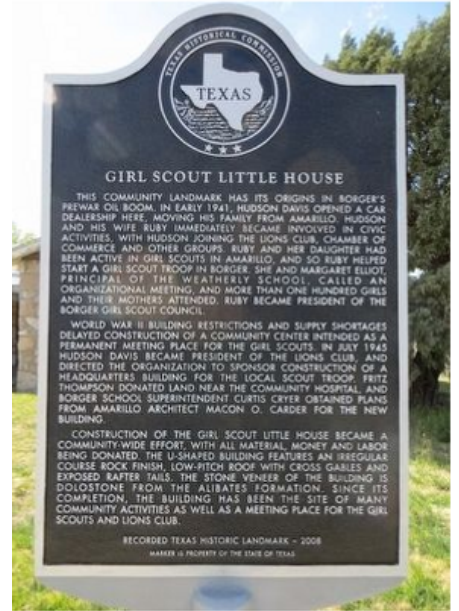 TEXAS HISTORICAL COMMISSION
TEXAS
GIRL SCOUT LITTLE HOUSE
THIS COMMUNITY LANDMARK HAS ITS ORIGINS IN BORGER'S
PREWAR OIL BOOM. IN EARLY 1941, HUDSON DAVIS OPENED A CAR
DEALERSHIP HERE, MOVING HIS FAMILY FROM AMARILLO. HUDSON
AND HIS WIFE RUBY IMMEDIATELY BECAME INVOLVED IN CIVIC
ACTIVITIES, WITH HUDSON JOINING THE LIONS CLUB, CHAMBER OF
COMMERCE AND OTHER GROUPS. RUBY AND HER DAUGHTER HAD
BEEN ACTIVE IN GIRL SCOUTS IN AMARILLO, AND SO RUBY HELPED
START A GIRL SCOUT TROOP IN BORGER. SHE AND MARGARET ELLIOT,
PRINCIPAL OF THE WEATHERLY SCHOOL, CALLED AN
ORGANIZATIONAL MEETING, AND MORE THAN ONE HUNDRED GIRLS
AND THEIR MOTHERS ATTENDED. RUBY BECAME PRESIDENT OF THE
BORGER GIRL SCOUT COUNCIL.
WORLD WAR II BUILDING RESTRICTIONS AND SUPPLY SHORTAGES
DELAYED CONSTRUCTION OF A COMMUNITY CENTER INTENDED AS A
PERMANENT MEETING PLACE FOR THE GIRL SCOUTS. IN JULY 1945
HUDSON DAVIS BECAME PRESIDENT OF THE LIONS CLUB, AND
DIRECTED THE ORGANIZATION TO SPONSOR CONSTRUCTION OF A
HEADQUARTERS BUILDING FOR THE LOCAL SCOUT TROOP. FRITZ
THOMPSON DONATED LAND NEAR THE COMMUNITY HOSPITAL, AND
BORGER SCHOOL SUPERINTENDENT CURTIS CRYER OBTAINED PLANS
FROM AMARILLO ARCHITECT MACON O. CARDER FOR THE NEW
BUILDING.
CONSTRUCTION OF THE GIRL SCOUT LITTLE HOUSE BECAME A
COMMUNITY-WIDE EFFORT, WITH ALL MATERIAL, MONEY AND LABOR
BEING DONATED. THE U-SHAPED BUILDING FEATURES AN IRREGULAR
COURSE ROCK FINISH, LOW-PITCH ROOF WITH CROSS GABLES AND
EXPOSED RAFTER TAILS. THE STONE VENEER OF THE BUILDING IS
DOLOSTONE FROM THE ALIBATES FORMATION. SINCE ITS
COMPLETION, THE BUILDING HAS BEEN THE SITE OF MANY
COMMUNITY ACTIVITIES AS WELL AS A MEETING PLACE FOR THE GIRL
SCOUTS AND LIONS CLUB.
RECORDED TEXAS HISTORIC LANDMARK – 2008
MARKER IS PROPERTY OF THE STATE OF TEXAS